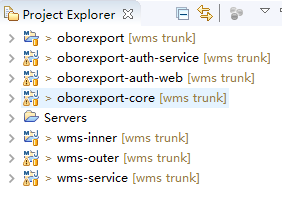 Project Explorer
> oborexport [wms trunk]
> oborexport-auth-service [wms trunk]
> oborexport-auth-web [wms trunk]
> oborexport-core [wms trunk]
Servers
> wms-inner [wms trunk]
> wms-outer [wms trunk]
> wms-service [wms trunk]